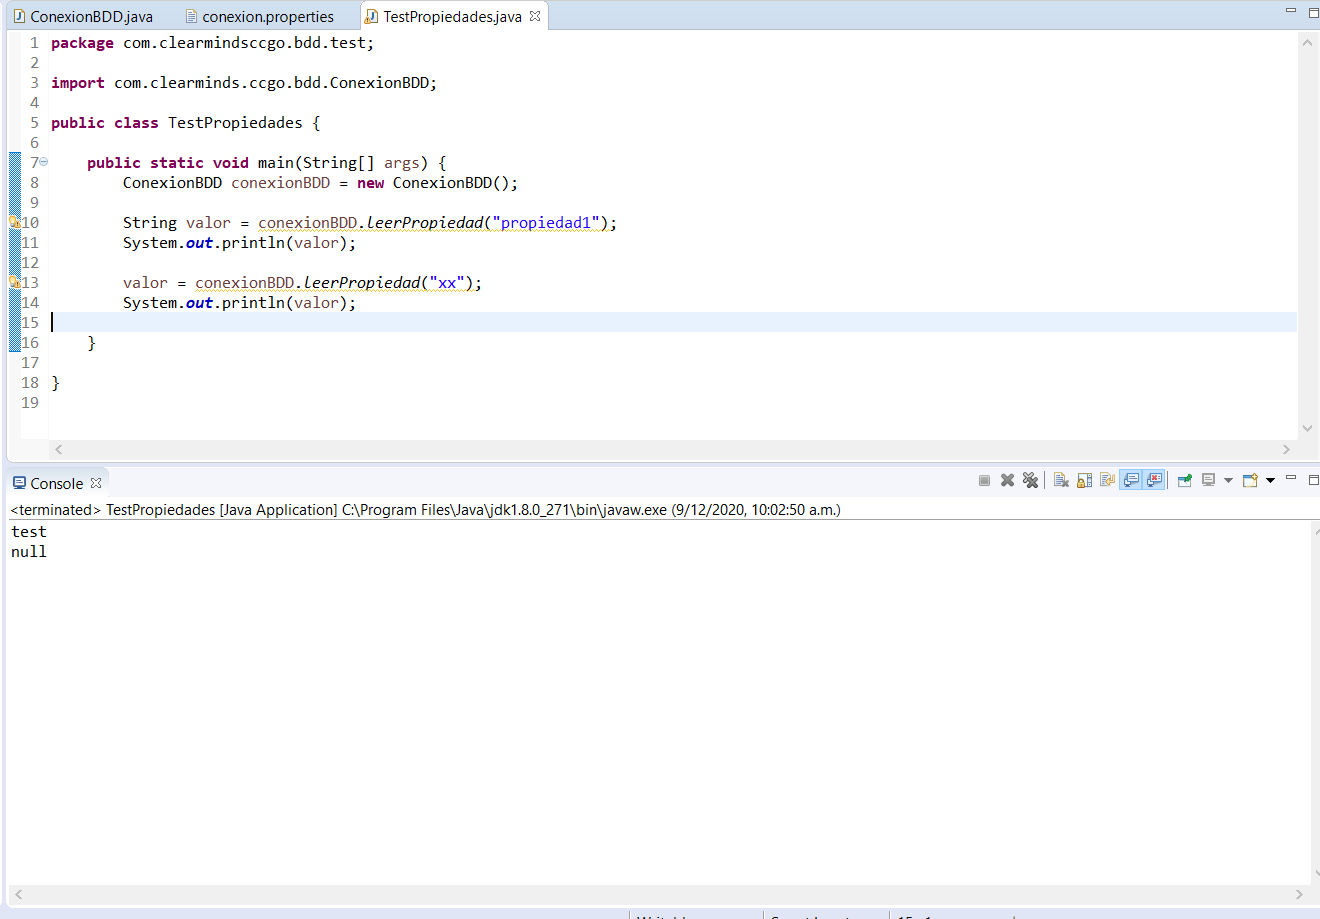 ConexionBDD.java conexion.properties TestPropiedades.java
1 package com.clearmindsccgo.bdd.test;
2
3 import com.clearminds.ccgo.bdd.ConexionBDD;
4
5 public class TestPropiedades {
6
7 public static void main(String[] args) {
8 ConexionBDD conexionBDD = new ConexionBDD();
9
10 String valor = conexionBDD.leerPropiedad("propiedad1");
11 System.out.println(valor);
12
13 valor = conexionBDD.leerPropiedad("xx");
14 System.out.println(valor);
15
16 }
17
18 }
19
Console
<terminated> TestPropiedades [Java Application] C:\Program Files\Java\jdk1.8.0_271\bin\javaw.exe (9/12/2020, 10:02:50 a.m.)
test
null